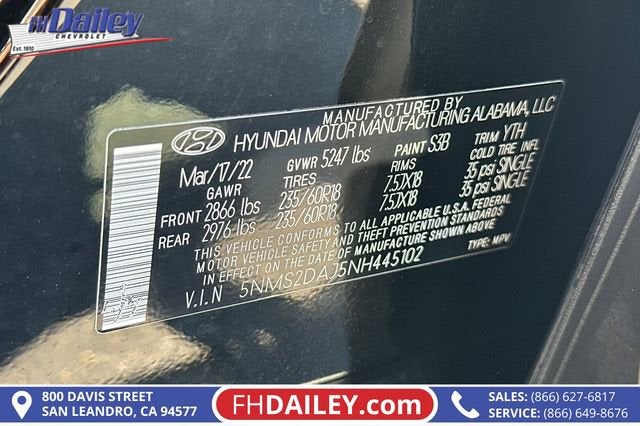 FH Dailey
CHEVROLET
Est. 1910
MANUFACTURED BY
HYUNDAI MOTOR MANUFACTURING ALABAMA, LLC
Mar/17/22 GVWR 5247 lbs PAINT S3B TRIM YTH
GAWR TIRES RIMS COLD TIRE INFL
FRONT 2866 lbs 235/60R18 7.5JX18 35 psi SINGLE
REAR 2976 lbs 235/60R18 7.5JX18 35 psi SINGLE
THIS VEHICLE CONFORMS TO ALL APPLICABLE U.S.A. FEDERAL
MOTOR VEHICLE SAFETY AND THEFT PREVENTION STANDARDS
IN EFFECT ON THE DATE OF MANUFACTURE SHOWN ABOVE
V.I.N 5NMS2DAJ5NH445102 TYPE: MPV
800 DAVIS STREET
SAN LEANDRO, CA 94577
FHDAILEY.com
SALES: (866) 627-6817
SERVICE: (866) 649-8676